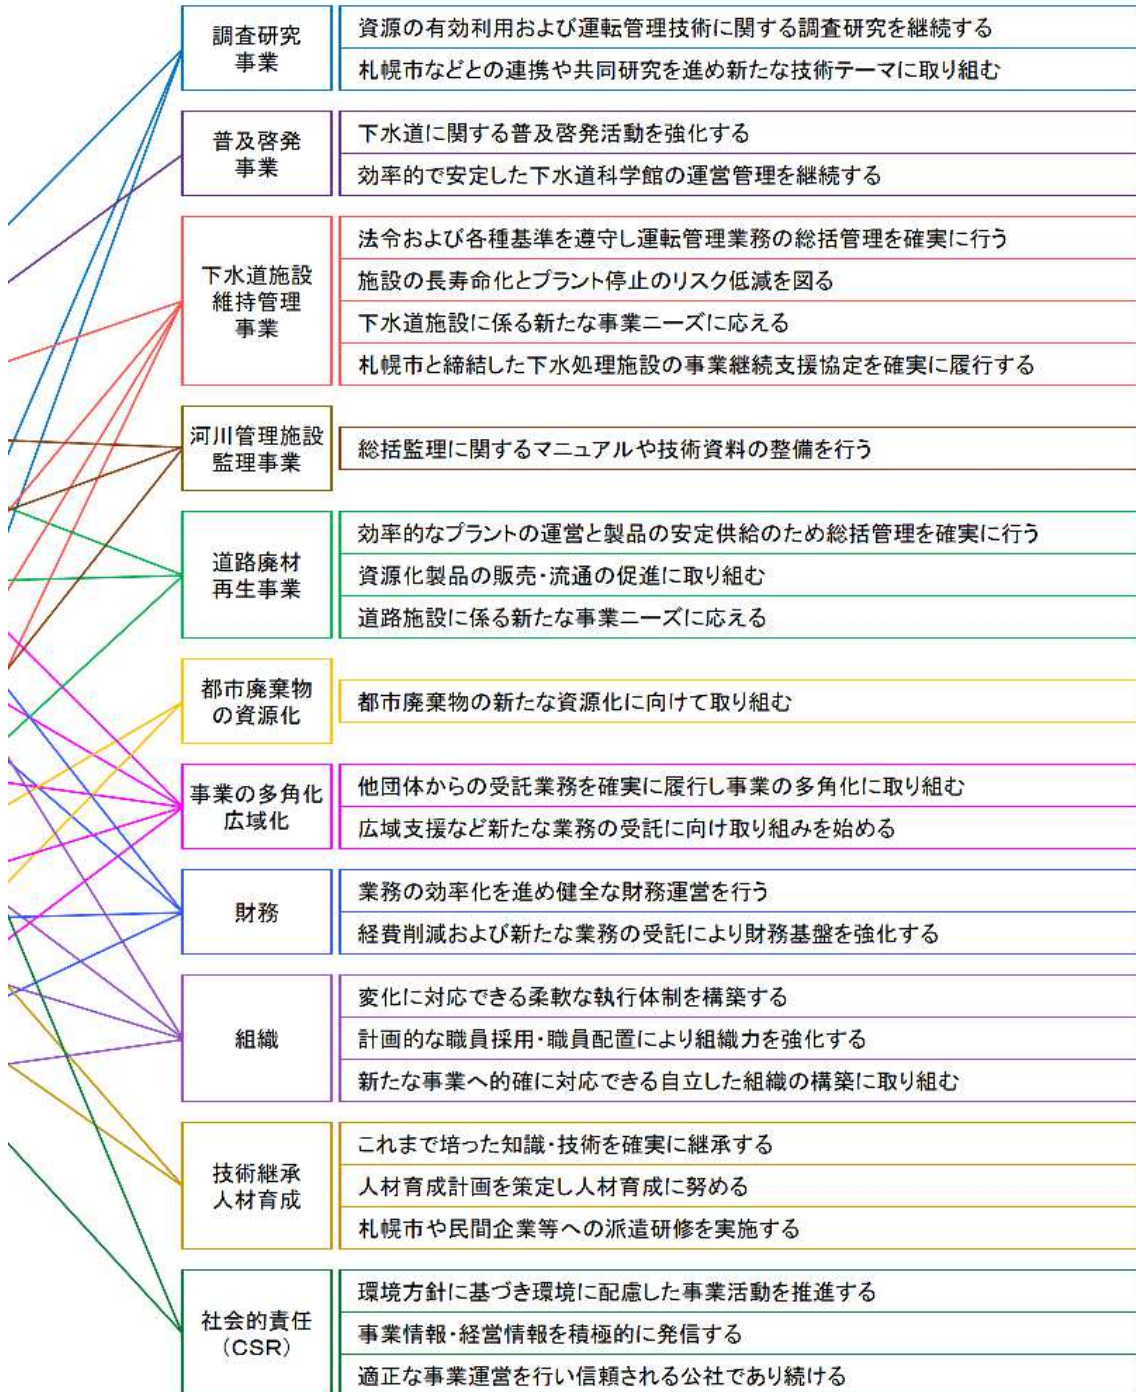 調査研究
事業
資源の有効利用および運転管理技術に関する調査研究を継続する
札幌市などとの連携や共同研究を進め新たな技術テーマに取り組む
普及啓発
事業
下水道に関する普及啓発活動を強化する
効率的で安定した下水道科学館の運営管理を継続する
下水道施設
維持管理
事業
法令および各種基準を遵守し運転管理業務の総括管理を確実に行う
施設の長寿命化とプラント停止のリスク低減を図る
下水道施設に係る新たな事業ニーズに応える
札幌市と締結した下水処理施設の事業継続支援協定を確実に履行する
河川管理施設
監理事業
総括監理に関するマニュアルや技術資料の整備を行う
道路廃材
再生事業
効率的なプラントの運営と製品の安定供給のため総括管理を確実に行う
資源化製品の販売・流通の促進に取り組む
道路施設に係る新たな事業ニーズに応える
都市廃棄物
の資源化
都市廃棄物の新たな資源化に向けて取り組む
事業の多角化
広域化
他団体からの受託業務を確実に履行し事業の多角化に取り組む
広域支援など新たな業務の受託に向け取り組みを始める
財務
業務の効率化を進め健全な財務運営を行う
経費削減および新たな業務の受託により財務基盤を強化する
組織
変化に対応できる柔軟な執行体制を構築する
計画的な職員採用・職員配置により組織力を強化する
新たな事業へ的確に対応できる自立した組織の構築に取り組む
技術継承
人材育成
これまで培った知識・技術を確実に継承する
人材育成計画を策定し人材育成に努める
札幌市や民間企業等への派遣研修を実施する
社会的責任
(CSR)
環境方針に基づき環境に配慮した事業活動を推進する
事業情報・経営情報を積極的に発信する
適正な事業運営を行い信頼される公社であり続ける